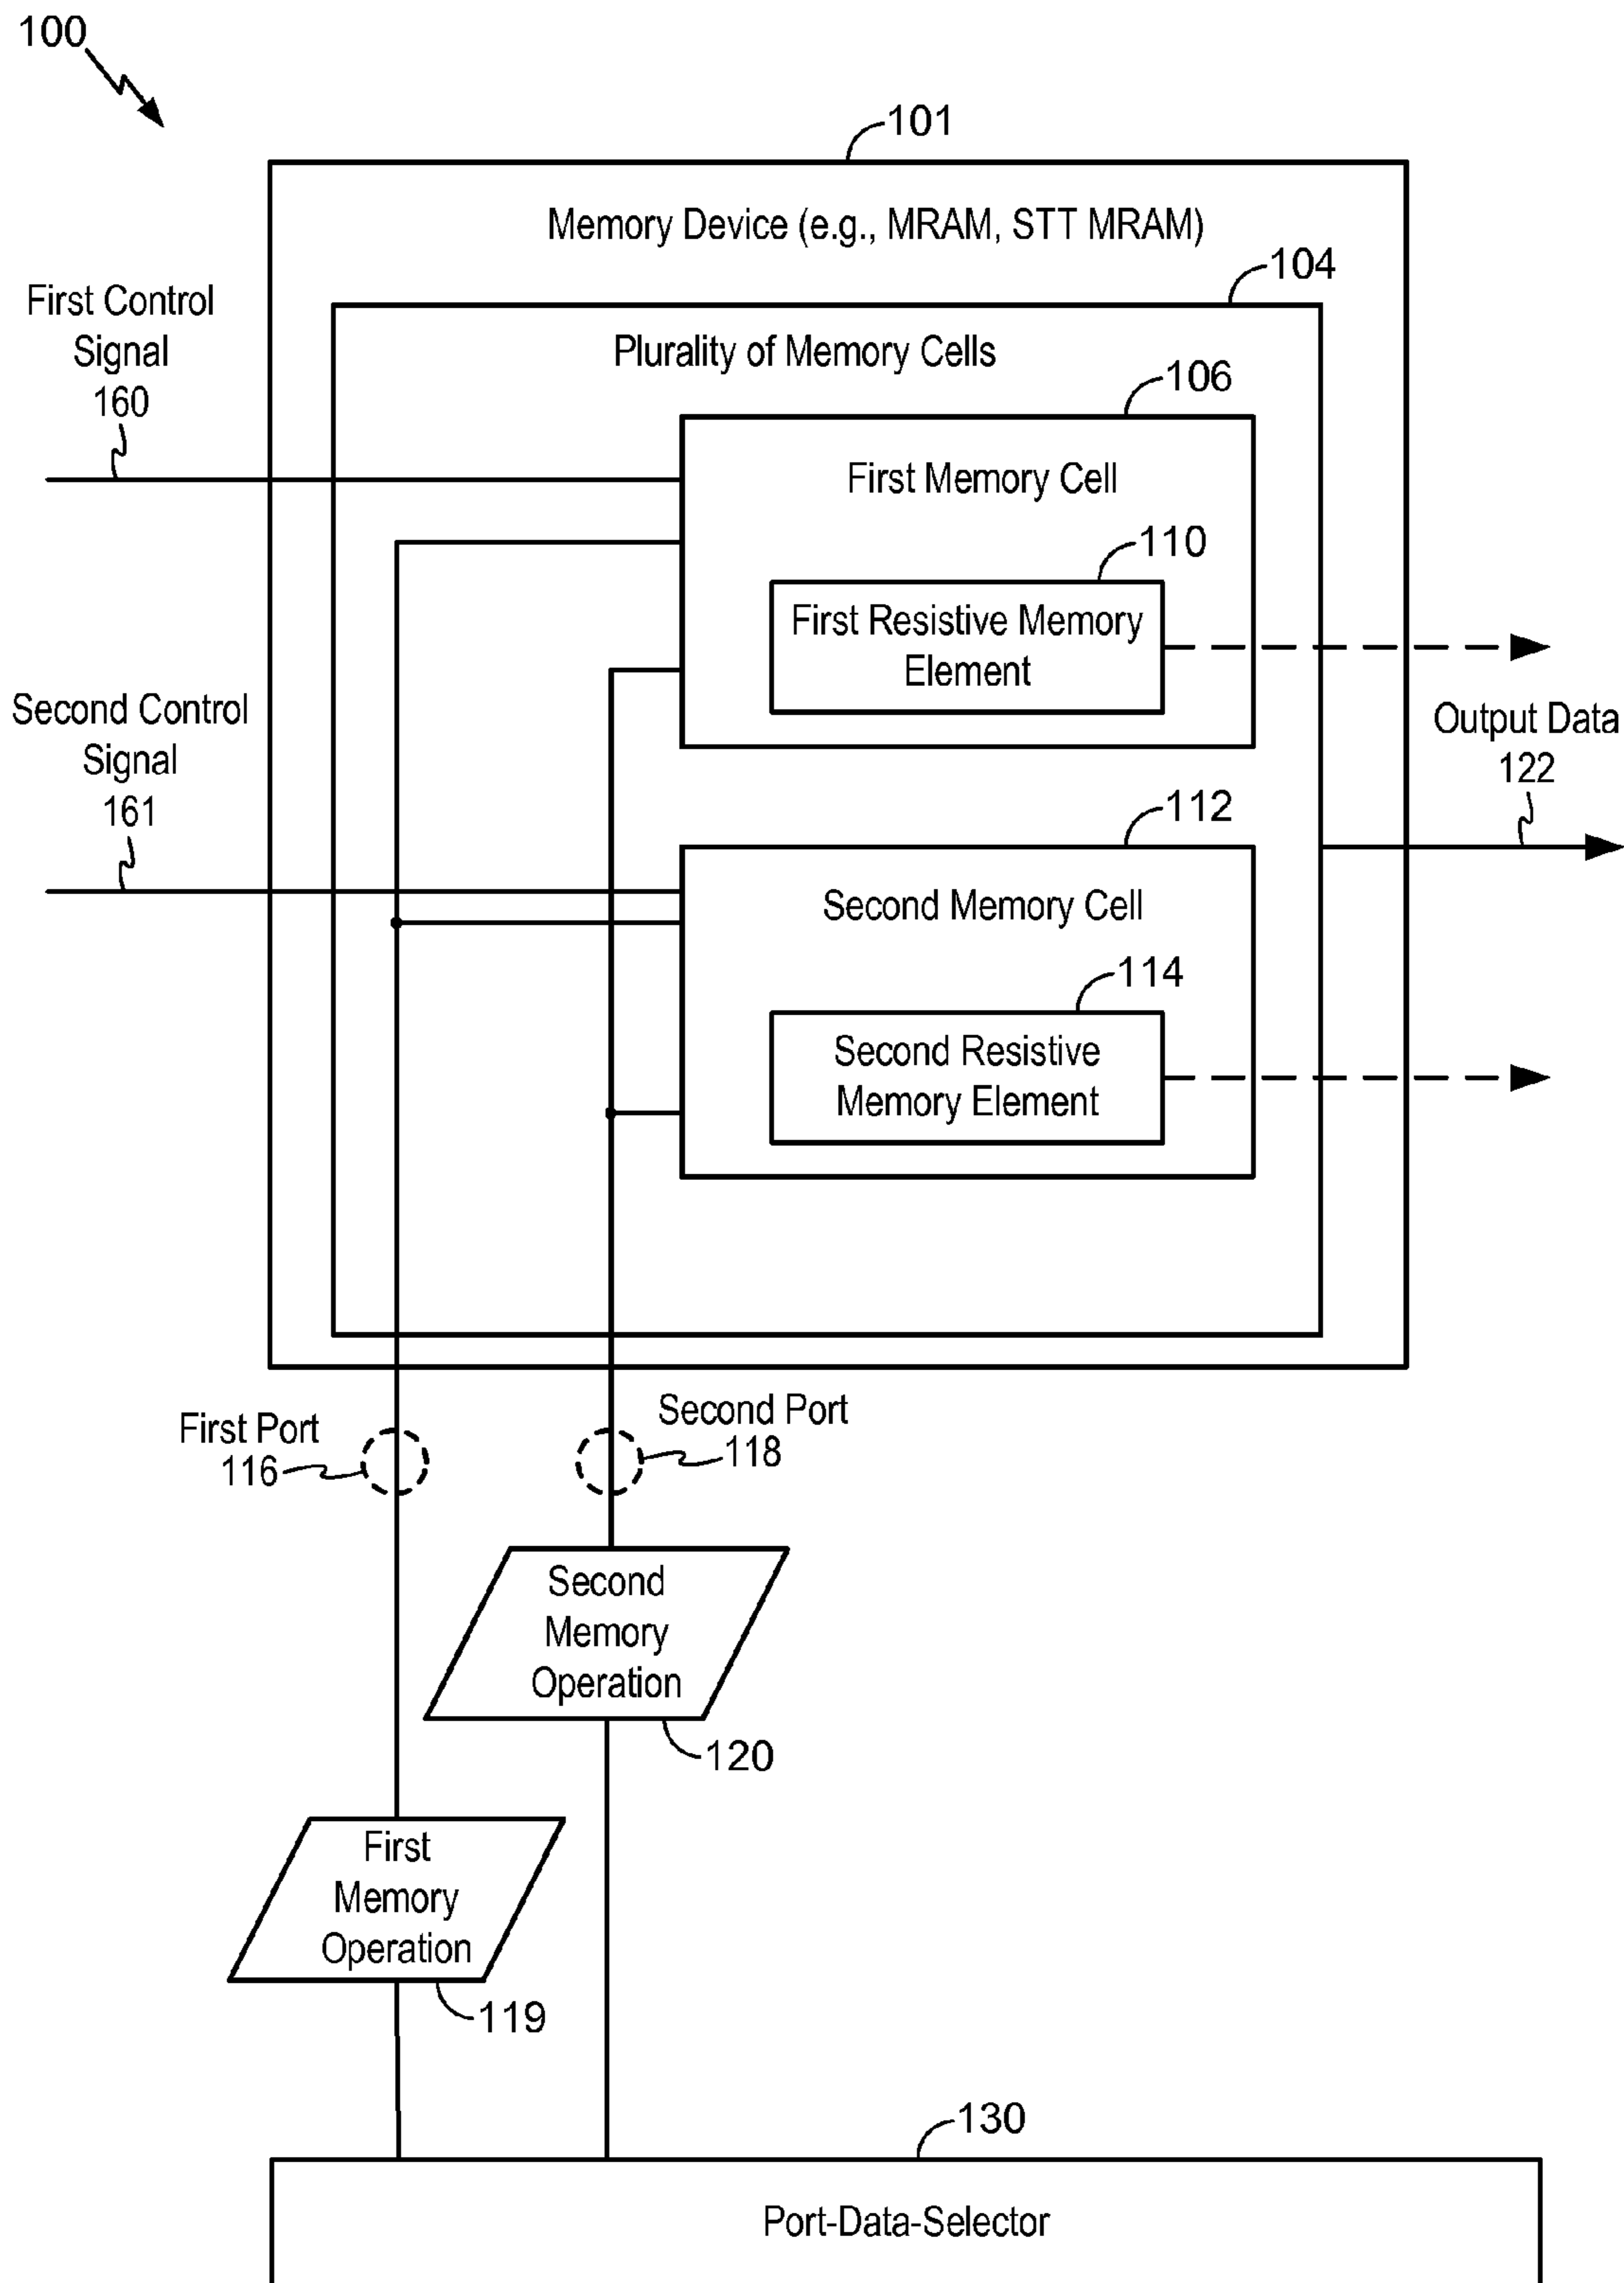 100
101
Memory Device (e.g., MRAM, STT MRAM)
104
First Control
Signal
160
Plurality of Memory Cells
106
First Memory Cell
110
First Resistive Memory
Element
Second Control
Signal
161
Output Data
122
112
Second Memory Cell
114
Second Resistive
Memory Element
First Port
116
Second Port
118
Second
Memory
Operation
120
First
Memory
Operation
119
130
Port-Data-Selector